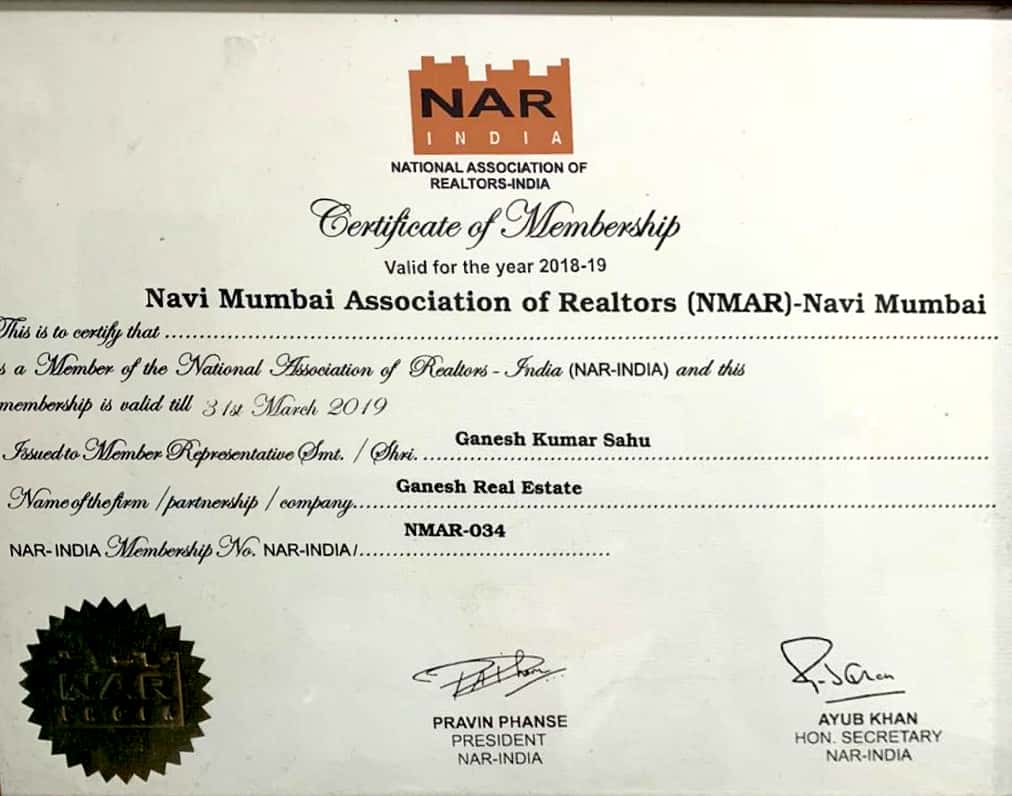 NAR
INDIA
NATIONAL ASSOCIATION OF
REALTORS-INDIA
Certificate of Membership
Valid for the year 2018-19
Navi Mumbai Association of Realtors (NMAR)-Navi Mumbai
This is to certify that ................................................................
s a Member of the National Association of Realtors - India (NAR-INDIA) and this
membership is valid till 31st March 2019
Issued to Member Representative Smt. / Shri. .......... Ganesh Kumar Sahu
Name of the firm / partnership / company.......... Ganesh Real Estate
NAR-INDIA Membership No. NAR-INDIA/.......... NMAR-034
NAR
INDIA
PRAVIN PHANSE
PRESIDENT
NAR-INDIA
AYUB KHAN
HON. SECRETARY
NAR-INDIA